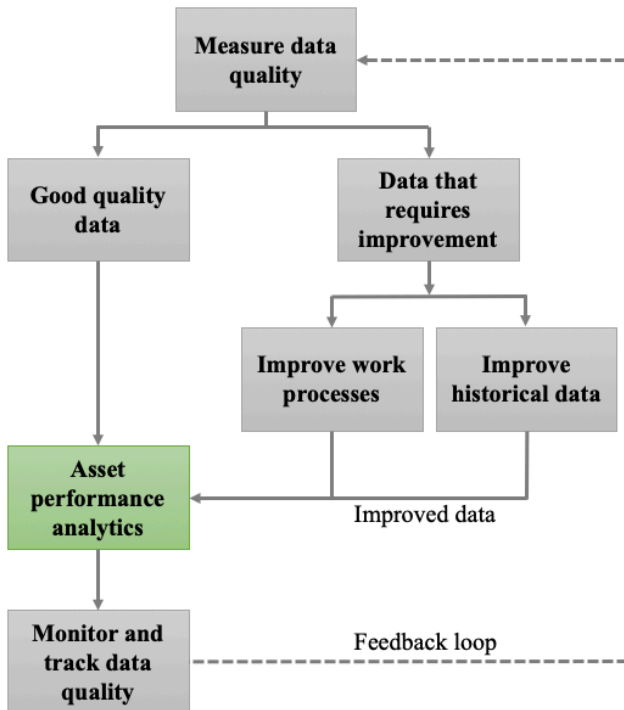 Measure data
quality
Good quality
data
Data that
requires
improvement
Improve work
processes
Improve
historical data
Asset
performance
analytics
Improved data
Monitor and
track data
quality
Feedback loop